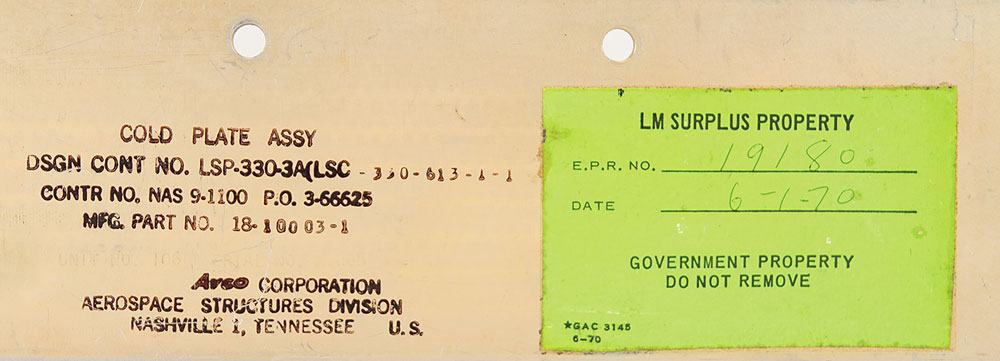 COLD PLATE ASSY
DSGN CONT NO. LSP-330-3A(LSC -330-613-1-1
CONTR NO. NAS 9-1100 P.O. 3-66625
MFG. PART NO. 18-10003-1
Avco CORPORATION
AEROSPACE STRUCTURES DIVISION
NASHVILLE 1, TENNESSEE U.S.
LM SURPLUS PROPERTY
E.P.R. NO. 19180
DATE 6-1-70
GOVERNMENT PROPERTY
DO NOT REMOVE
★GAC 3145
6-70